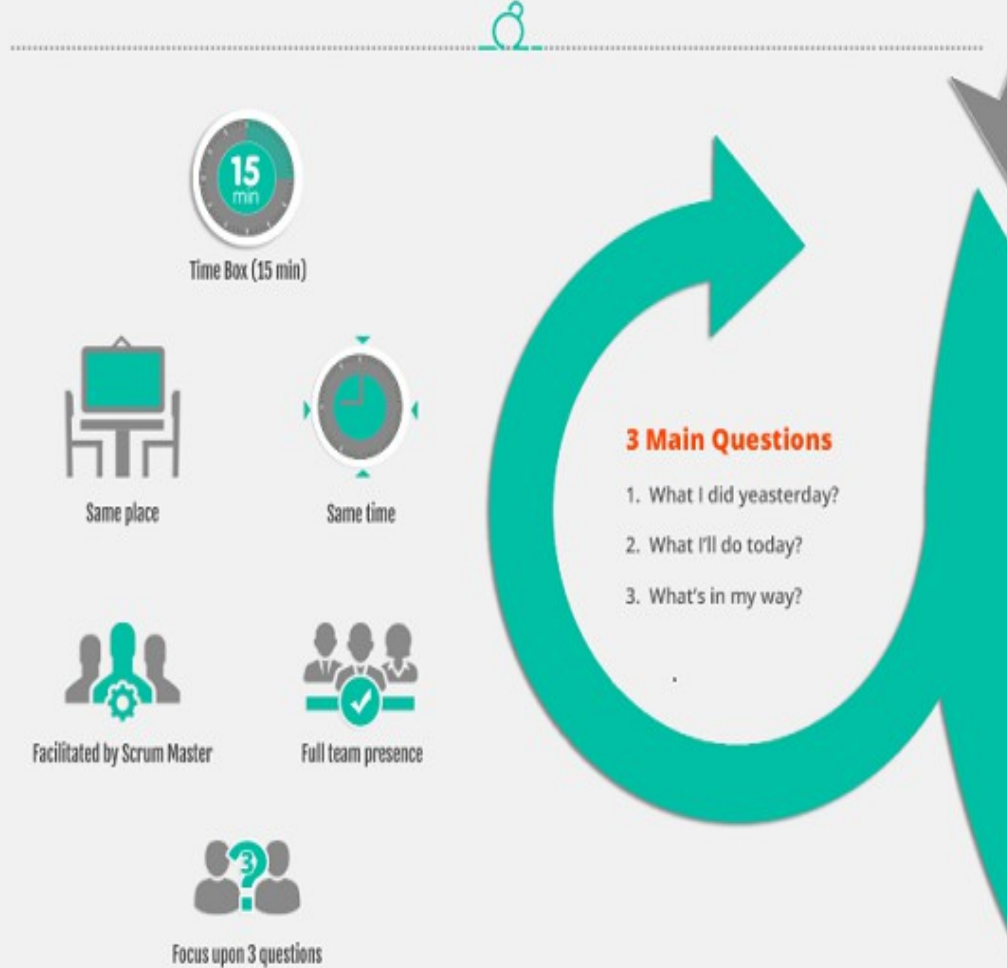 15
min
Time Box (15 min)
Same place
Same time
Facilitated by Scrum Master
Full team presence
3
Focus upon 3 questions
3 Main Questions
1. What I did yeasterday?
2. What I'll do today?
3. What's in my way?